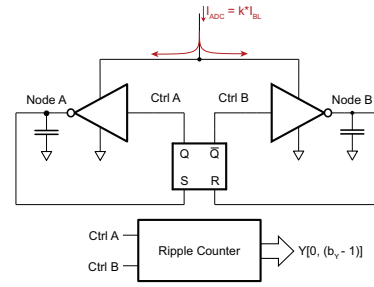 I_ADC = k*I_BL
Node A
Ctrl A
Ctrl B
Node B
Q
Q̅
S
R
Ctrl A
Ctrl B
Ripple Counter
Y[0, (b_Y - 1)]